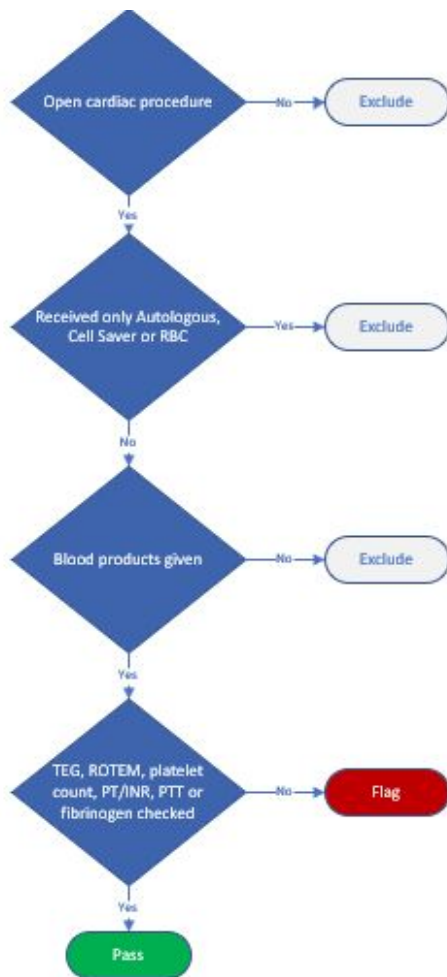 Open cardiac procedure
No
Exclude
Yes
Received only Autologous,
Cell Saver or RBC
Yes
Exclude
No
Blood products given
No
Exclude
Yes
TEG, ROTEM, platelet
count, PT/INR, PTT or
fibrinogen checked
No
Flag
Yes
Pass